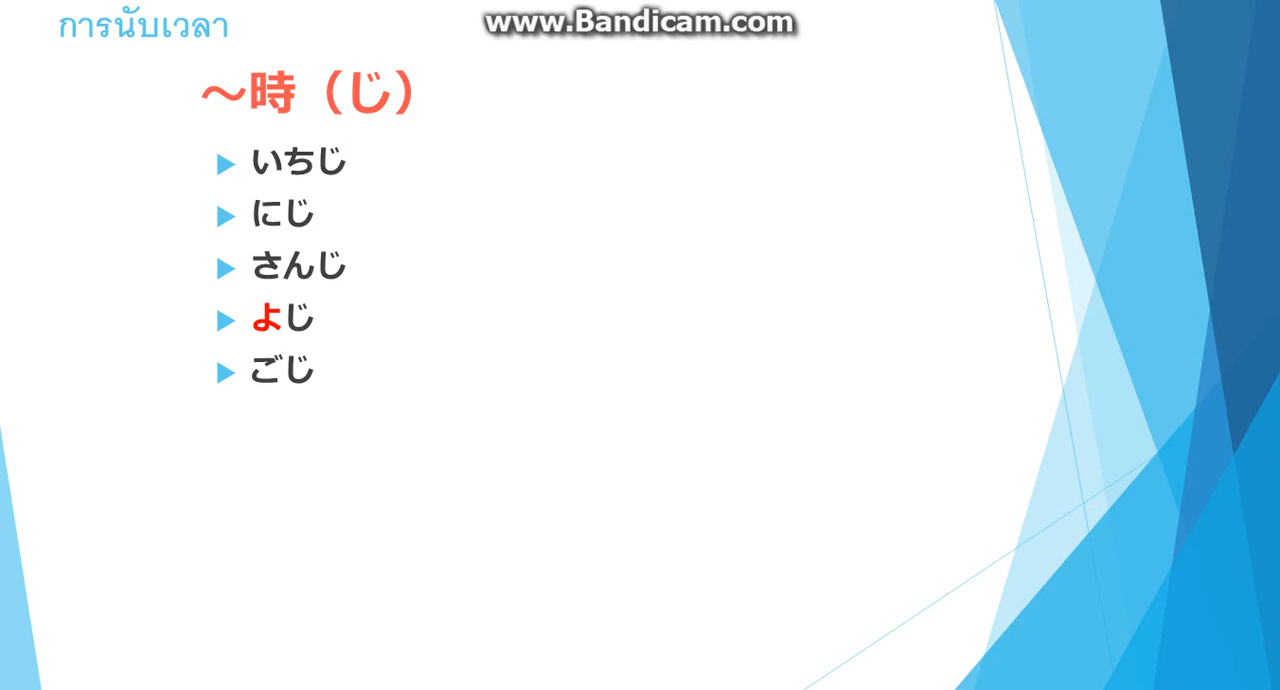 การนับเวลา
www.Bandicam.com
～時（じ）
いちじ
にじ
さんじ
よじ
ごじ